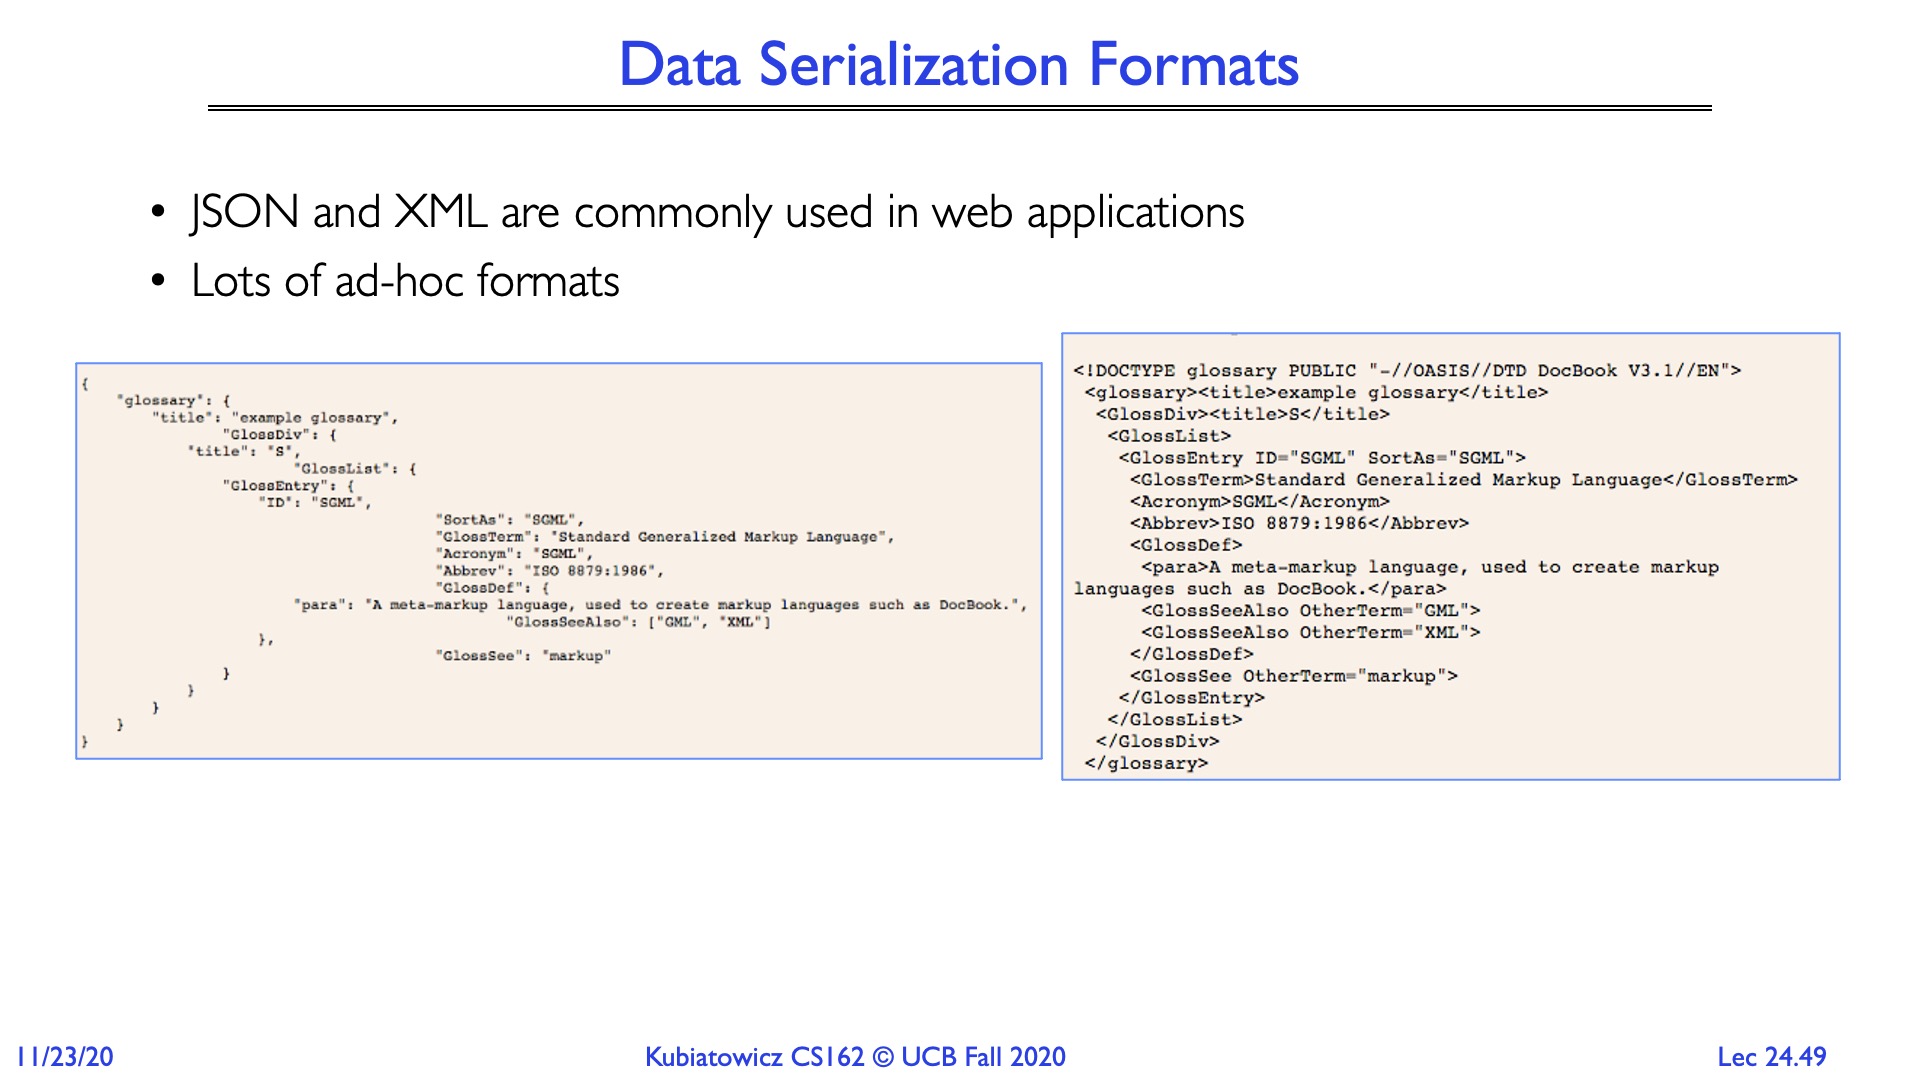 Data Serialization Formats
• JSON and XML are commonly used in web applications
• Lots of ad-hoc formats
{
"glossary": {
"title": "example glossary",
"GlossDiv": {
"title": "S",
"GlossList": {
"GlossEntry": {
"ID": "SGML",
"SortAs": "SGML",
"GlossTerm": "Standard Generalized Markup Language",
"Acronym": "SGML",
"Abbrev": "ISO 8879:1986",
"GlossDef": {
"para": "A meta-markup language, used to create markup languages such as DocBook.",
"GlossSeeAlso": ["GML", "XML"]
},
"GlossSee": "markup"
}
}
}
}
}
<!DOCTYPE glossary PUBLIC "-//OASIS//DTD DocBook V3.1//EN">
<glossary><title>example glossary</title>
<GlossDiv><title>S</title>
<GlossList>
<GlossEntry ID="SGML" SortAs="SGML">
<GlossTerm>Standard Generalized Markup Language</GlossTerm>
<Acronym>SGML</Acronym>
<Abbrev>ISO 8879:1986</Abbrev>
<GlossDef>
<para>A meta-markup language, used to create markup
languages such as DocBook.</para>
<GlossSeeAlso OtherTerm="GML">
<GlossSeeAlso OtherTerm="XML">
</GlossDef>
<GlossSee OtherTerm="markup">
</GlossEntry>
</GlossList>
</GlossDiv>
</glossary>
11/23/20
Kubiatowicz CS162 © UCB Fall 2020
Lec 24.49